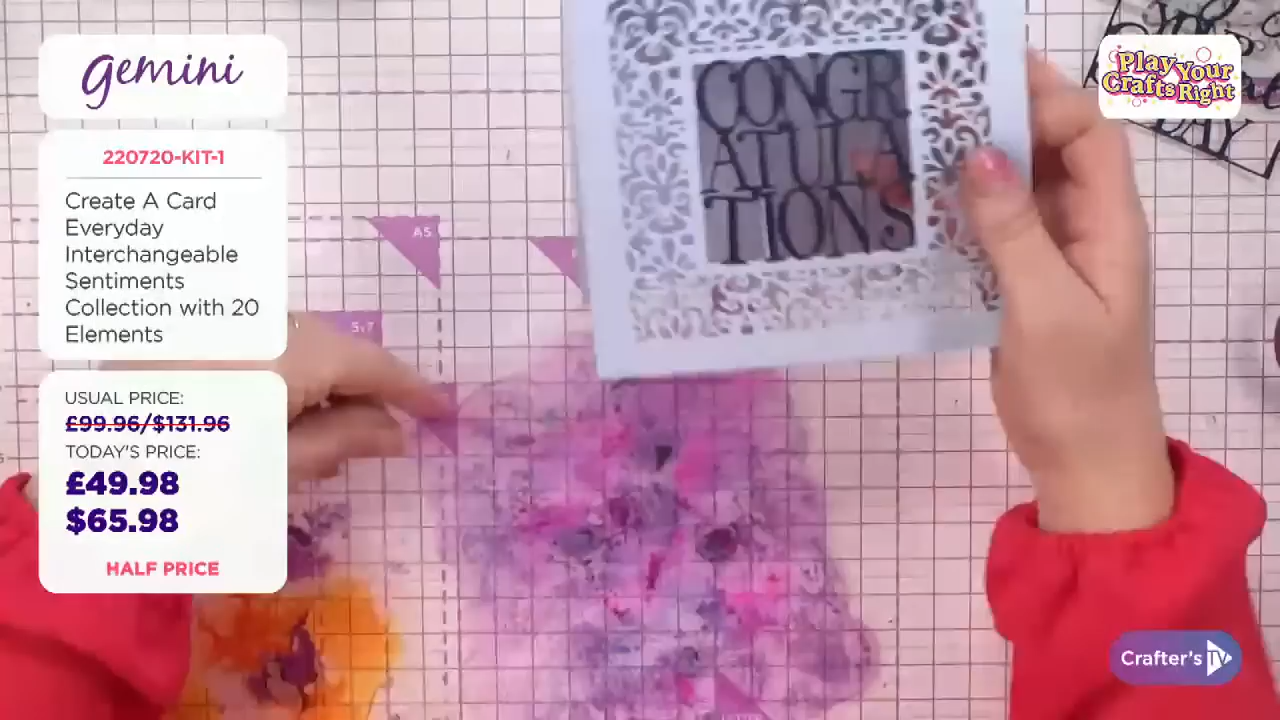 gemini
220720-KIT-1
Create A Card
Everyday
Interchangeable
Sentiments
Collection with 20
Elements
USUAL PRICE:
£99.96/$131.96
TODAY'S PRICE:
£49.98
$65.98
HALF PRICE
A5
5x7
CONGR
ATULA
TIONS
Play Your
Crafts Right
DAY
Crafter's TV